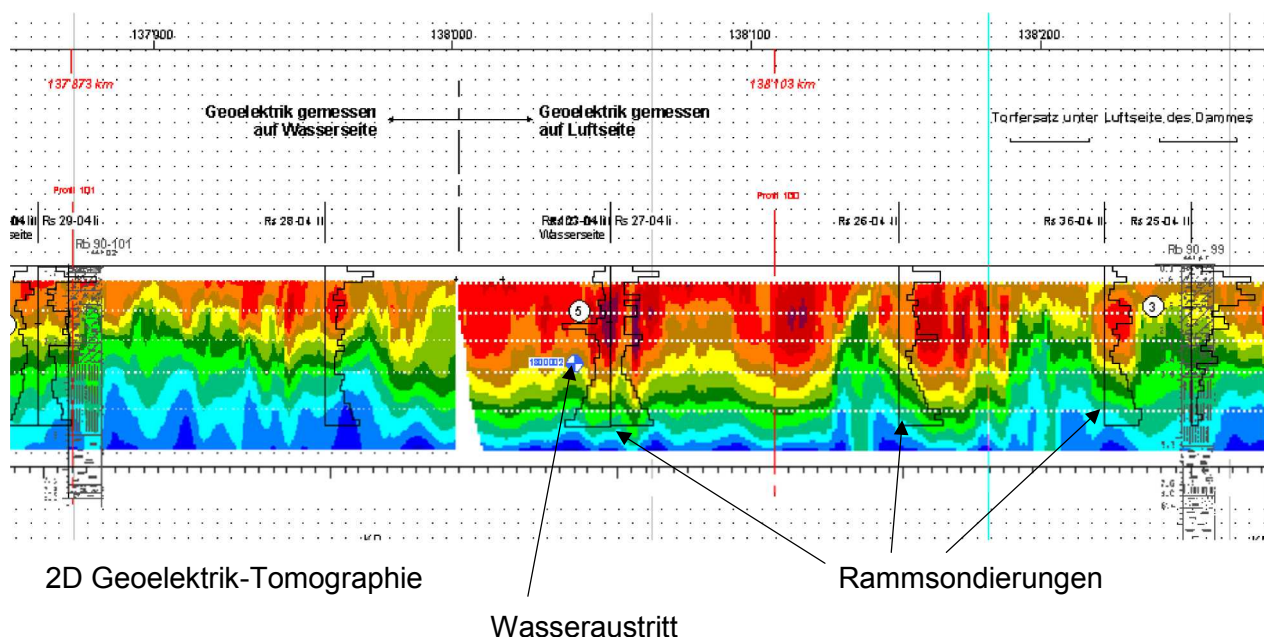 137'900
138'000
138'100
138'200
137'873 km
138'103 km
Geoelektrik gemessen
auf Wasserseite
Geoelektrik gemessen
auf Luftseite
Torfersatz unter Luftseite des Dammes
Profil 101
Rs 29-04 li
Rs 28-04 li
Wasserseite
Rs 27-04 li
Rs 26-04 li
Rs 36-04 li
Rs 25-04 li
Rb 90-101
Rb 90 - 99
5
3
2D Geoelektrik-Tomographie
Rammsondierungen
Wasseraustritt